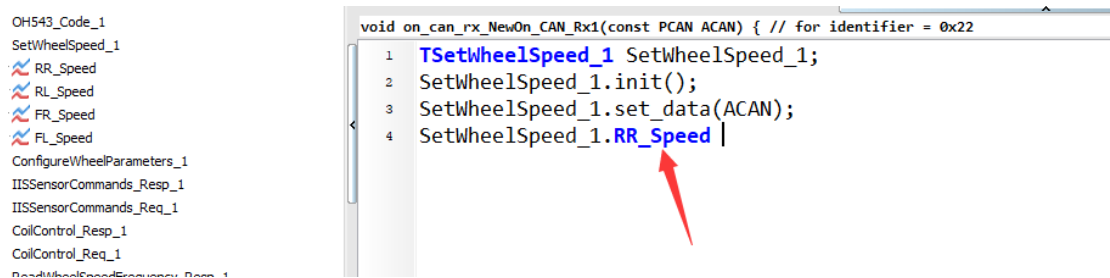 OH543_Code_1
SetWheelSpeed_1
RR_Speed
RL_Speed
FR_Speed
FL_Speed
ConfigureWheelParameters_1
IISSensorCommands_Resp_1
IISSensorCommands_Req_1
CoilControl_Resp_1
CoilControl_Req_1
ReadWheelSpeedFrequency_Resp_1
void on_can_rx_NewOn_CAN_Rx1(const PCAN ACAN) { // for identifier = 0x22
1 TSetWheelSpeed_1 SetWheelSpeed_1;
2 SetWheelSpeed_1.init();
3 SetWheelSpeed_1.set_data(ACAN);
4 SetWheelSpeed_1.RR_Speed